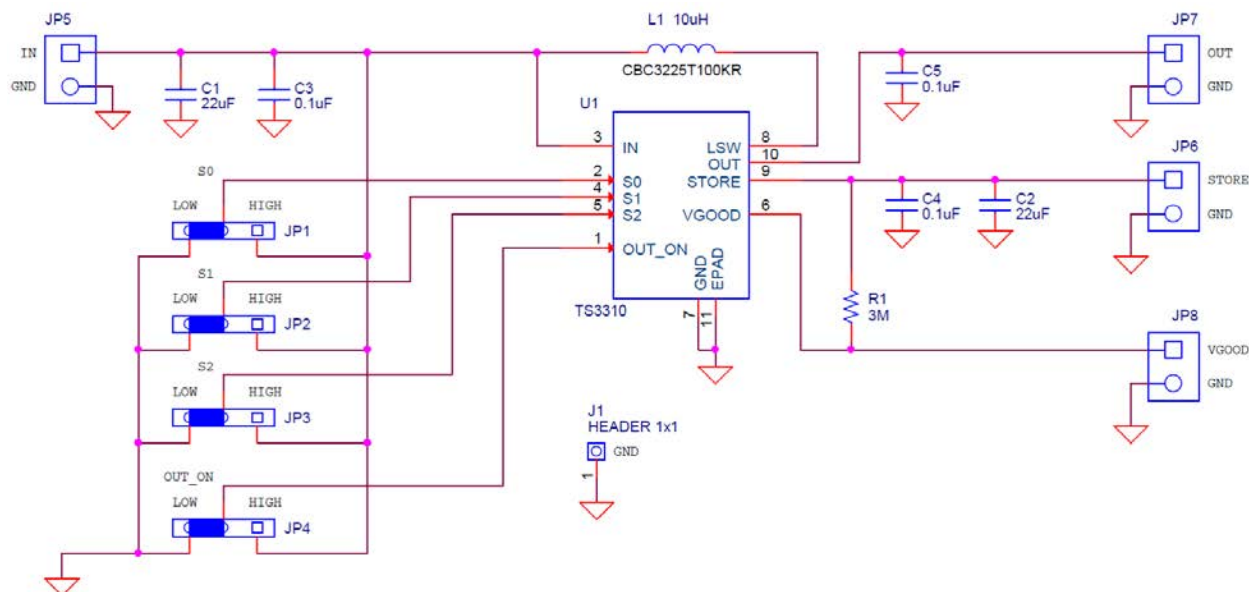 JP5
IN
GND
C1
22uF
C3
0.1uF
L1 10uH
CBC3225T100KR
C5
0.1uF
JP7
OUT
GND
U1
3
IN
2
S0
4
S1
5
S2
1
OUT_ON
8
LSW
10
OUT
9
STORE
6
VGOOD
GND
EPAD
7
11
TS3310
JP6
STORE
GND
C4
0.1uF
C2
22uF
R1
3M
JP8
VGOOD
GND
S0
LOW HIGH
JP1
S1
LOW HIGH
JP2
S2
LOW HIGH
JP3
OUT_ON
LOW HIGH
JP4
J1
HEADER 1x1
GND
1